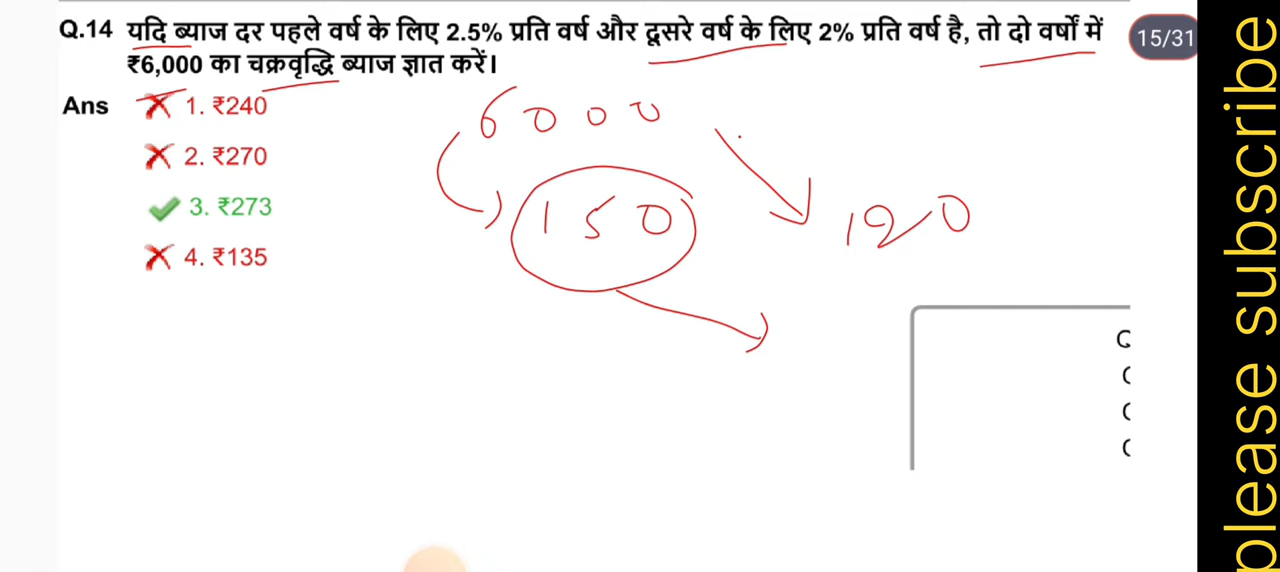 Q.14 यदि ब्याज दर पहले वर्ष के लिए 2.5% प्रति वर्ष और दूसरे वर्ष के लिए 2% प्रति वर्ष है, तो दो वर्षों में
₹6,000 का चक्रवृद्धि ब्याज ज्ञात करें।
15/31
Ans 1. ₹240
2. ₹270
3. ₹273
4. ₹135
6000
150
120
Q
please subscribe